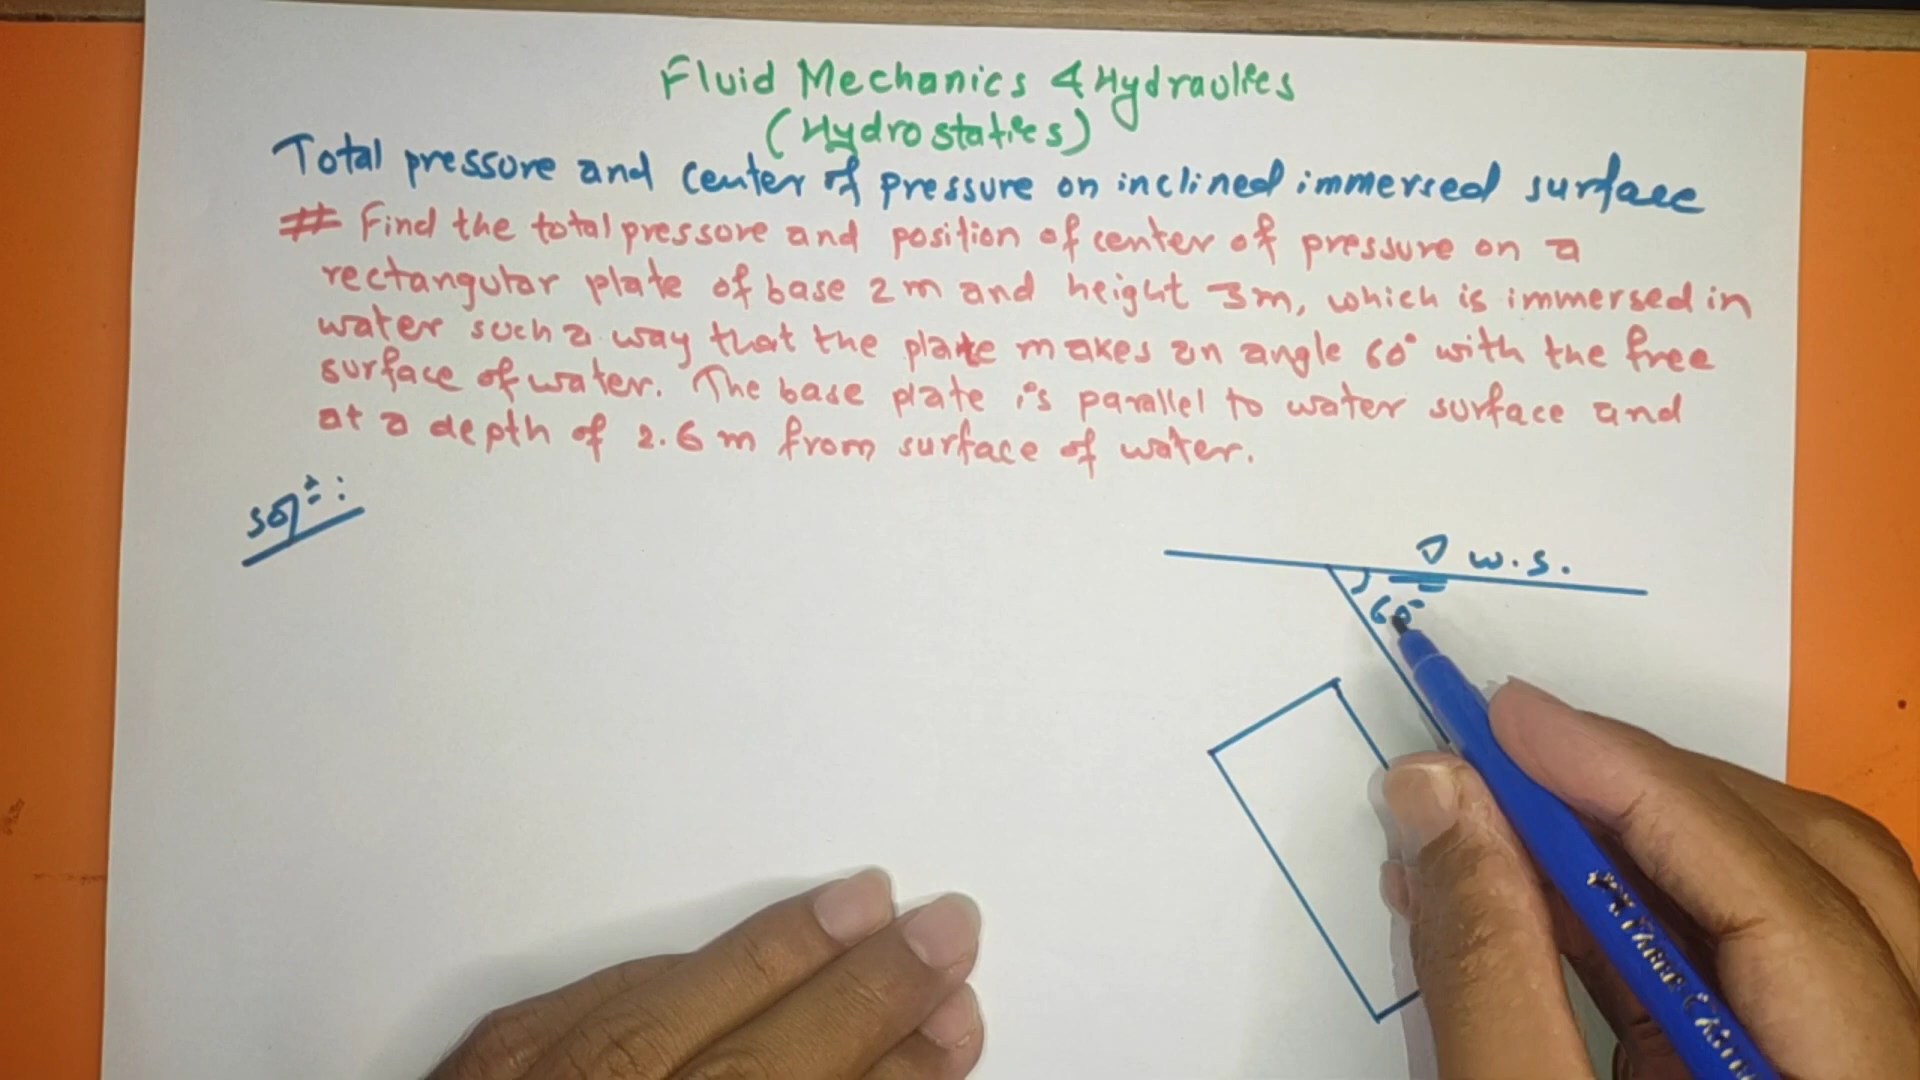 Fluid Mechanics & Hydraulics
(Hydrostatics)
Total pressure and center of pressure on inclined immersed surface
# Find the total pressure and position of center of pressure on a
rectangular plate of base 2m and height 3m, which is immersed in
water such a way that the plate makes an angle 60° with the free
surface of water. The base plate is parallel to water surface and
at a depth of 2.6 m from surface of water.
soln:
w.s.
60°